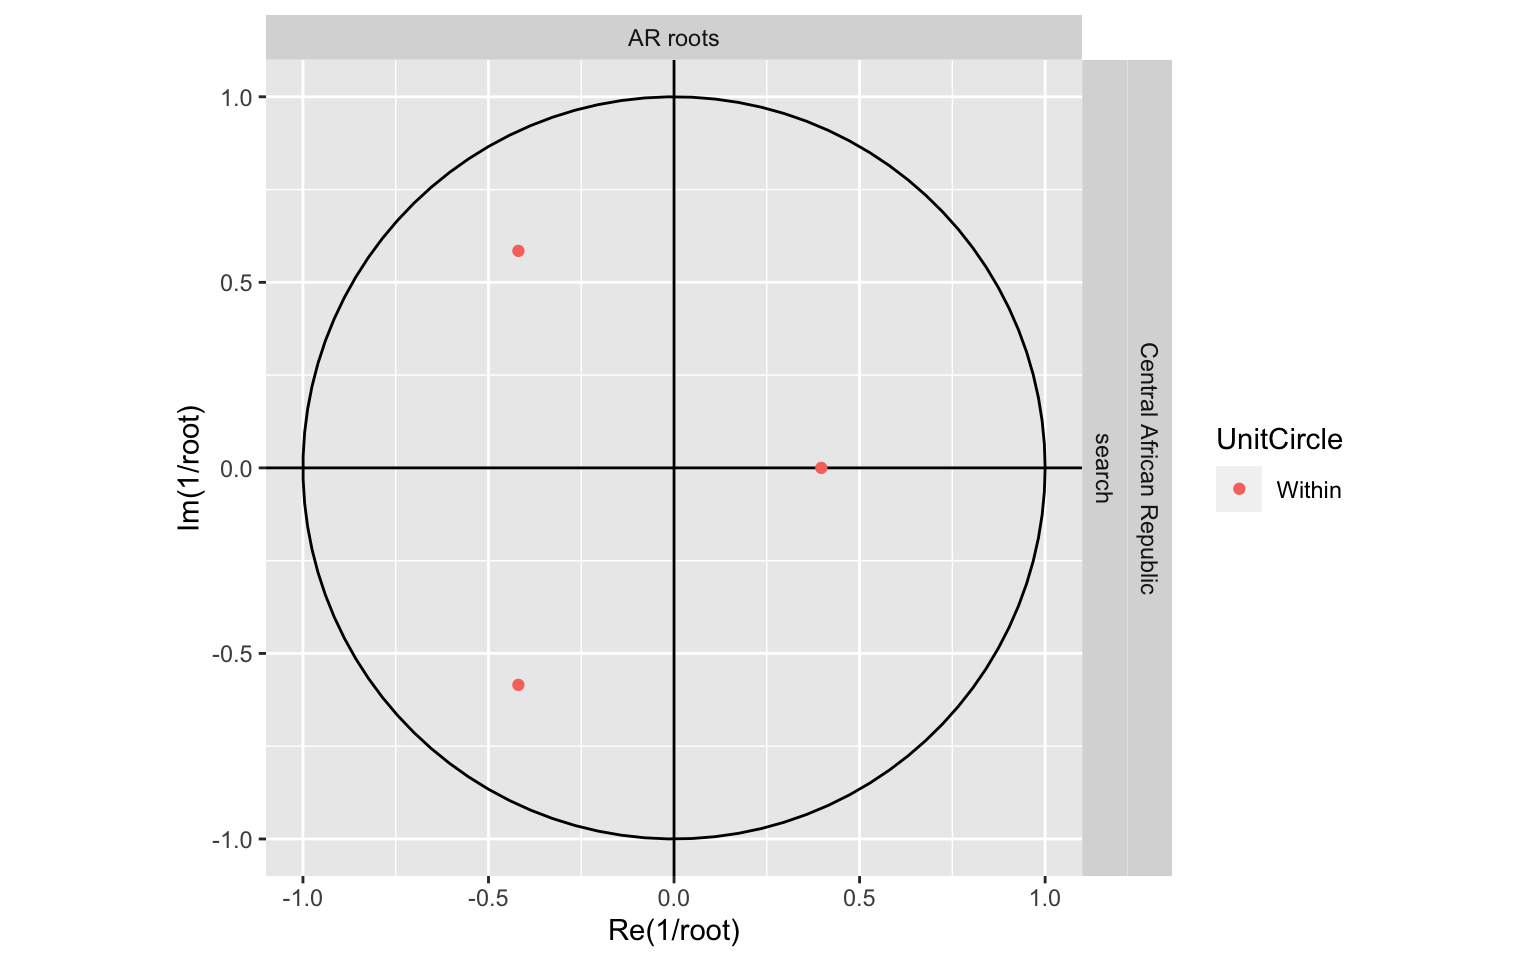 AR roots
1.0
0.5
0.0
-0.5
-1.0
Im(1/root)
-1.0
-0.5
0.0
0.5
1.0
Re(1/root)
search
Central African Republic
UnitCircle
Within